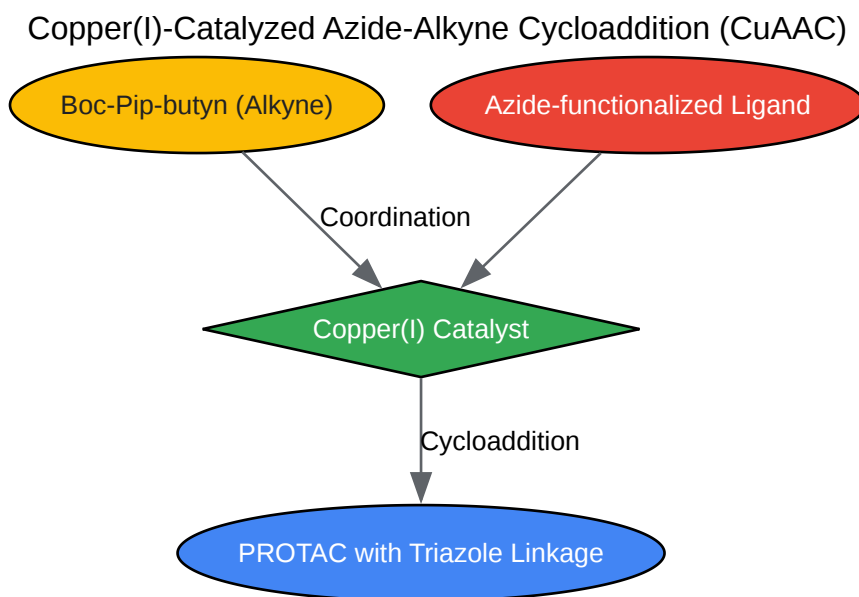 Copper(I)-Catalyzed Azide-Alkyne Cycloaddition (CuAAC)
Boc-Pip-butyn (Alkyne)
Azide-functionalized Ligand
Coordination
Copper(I) Catalyst
Cycloaddition
PROTAC with Triazole Linkage